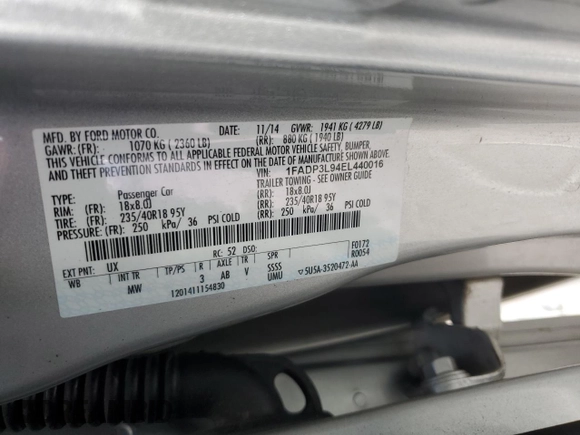 MFD. BY FORD MOTOR CO. DATE: 11/14 GVWR: 1941 KG ( 4279 LB)
GAWR: (FR): 1070 KG ( 2360 LB) (RR): 880 KG (1940 LB)
THIS VEHICLE CONFORMS TO ALL APPLICABLE FEDERAL MOTOR VEHICLE SAFETY, BUMPER,
AND THEFT PREVENTION STANDARDS IN EFFECT ON THE DATE OF MANUFACTURE SHOWN ABOVE
VIN: 1FADP3L94EL440016
TYPE: Passenger Car TRAILER TOWING - SEE OWNER GUIDE
RIM: (FR) 18x8.0J (RR): 18x8.0J
TIRE: (FR): 235/40R18 95Y 235/40R18 95Y
PRESSURE: (FR) 250 kPa/ 36 PSI COLD (RR) 250 kPa/ 36 PSI COLD
RC: 52 DSO: F0172
EXT PNT: UX R0054
WB INT TR TP/PS R AXLE TR SPR
MW 3 AB V SSSS
UMU 5U5A-3520472-AA
1201411154830